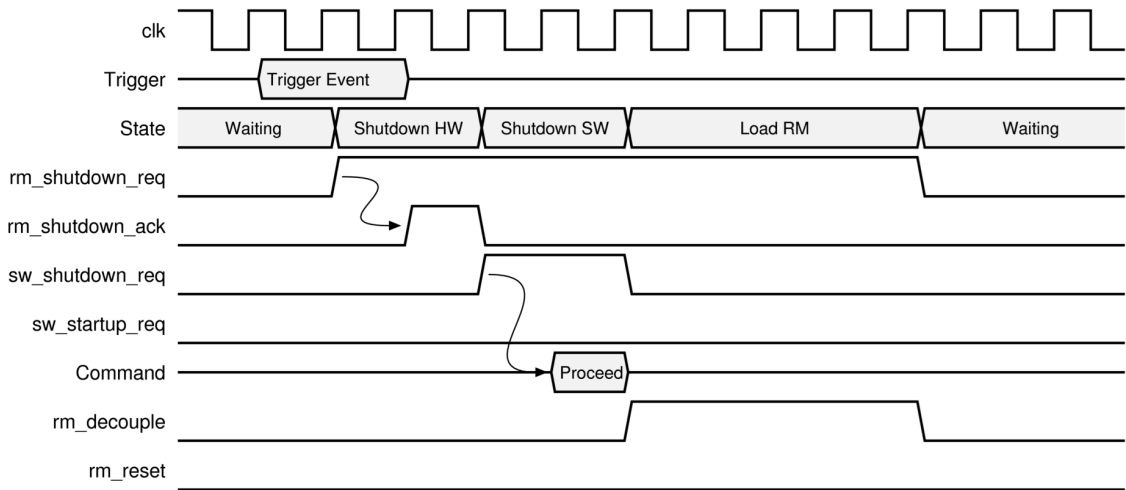 clk
Trigger
Trigger Event
State
Waiting
Shutdown HW
Shutdown SW
Load RM
Waiting
rm_shutdown_req
rm_shutdown_ack
sw_shutdown_req
sw_startup_req
Command
Proceed
rm_decouple
rm_reset